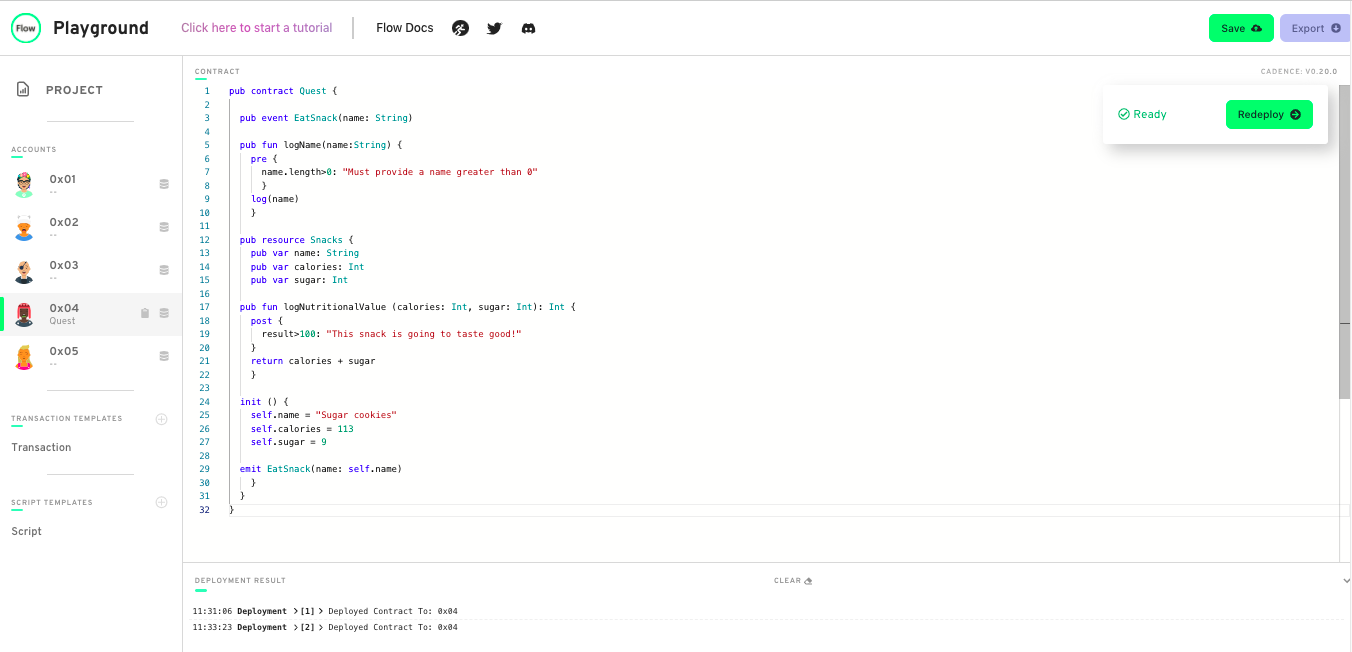 Flow Playground Click here to start a tutorial Flow Docs Save Export
PROJECT
ACCOUNTS
0x01
--
0x02
--
0x03
--
0x04
Quest
0x05
--
TRANSACTION TEMPLATES
Transaction
SCRIPT TEMPLATES
Script
CONTRACT CADENCE: V0.20.0
Ready Redeploy
1 pub contract Quest {
2
3 pub event EatSnack(name: String)
4
5 pub fun logName(name:String) {
6 pre {
7 name.length>0: "Must provide a name greater than 0"
8 }
9 log(name)
10 }
11
12 pub resource Snacks {
13 pub var name: String
14 pub var calories: Int
15 pub var sugar: Int
16
17 pub fun logNutritionalValue (calories: Int, sugar: Int): Int {
18 post {
19 result>100: "This snack is going to taste good!"
20 }
21 return calories + sugar
22 }
23
24 init () {
25 self.name = "Sugar cookies"
26 self.calories = 113
27 self.sugar = 9
28
29 emit EatSnack(name: self.name)
30 }
31 }
32 }
DEPLOYMENT RESULT CLEAR
11:31:06 Deployment >[1]> Deployed Contract To: 0x04
11:33:23 Deployment >[2]> Deployed Contract To: 0x04